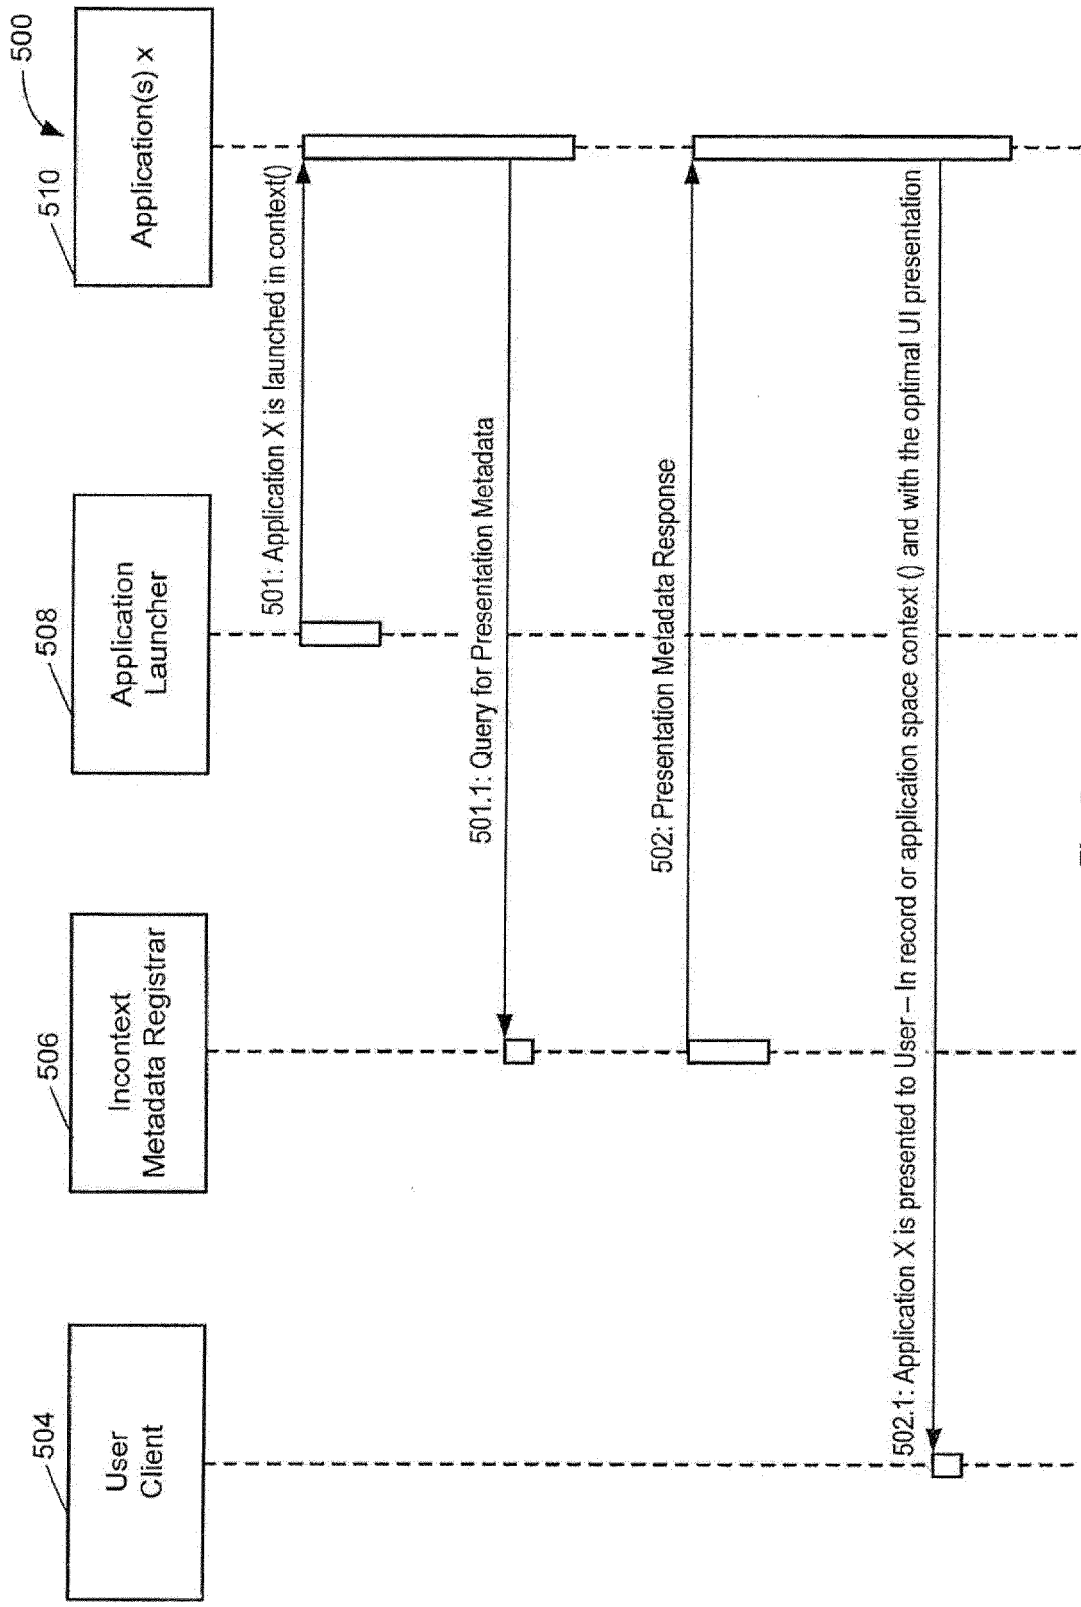 500
504
User
Client
506
Incontext
Metadata Registrar
508
Application
Launcher
510
Application(s) x
501: Application X is launched in context()
501.1: Query for Presentation Metadata
502: Presentation Metadata Response
502.1: Application X is presented to User – In record or application space context () and with the optimal UI presentation